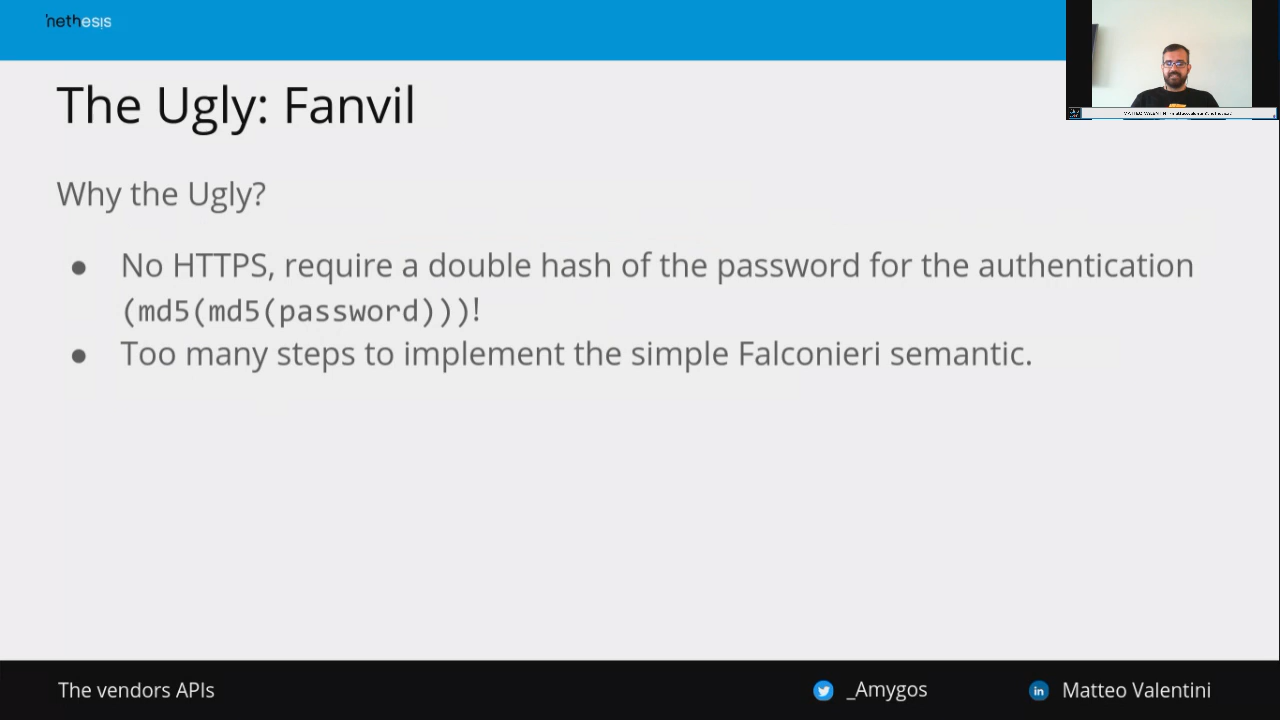 nethesis
The Ugly: Fanvil
Why the Ugly?
● No HTTPS, require a double hash of the password for the authentication
(md5(md5(password)))!
● Too many steps to implement the simple Falconieri semantic.
The vendors APIs
_Amygos
in
Matteo Valentini